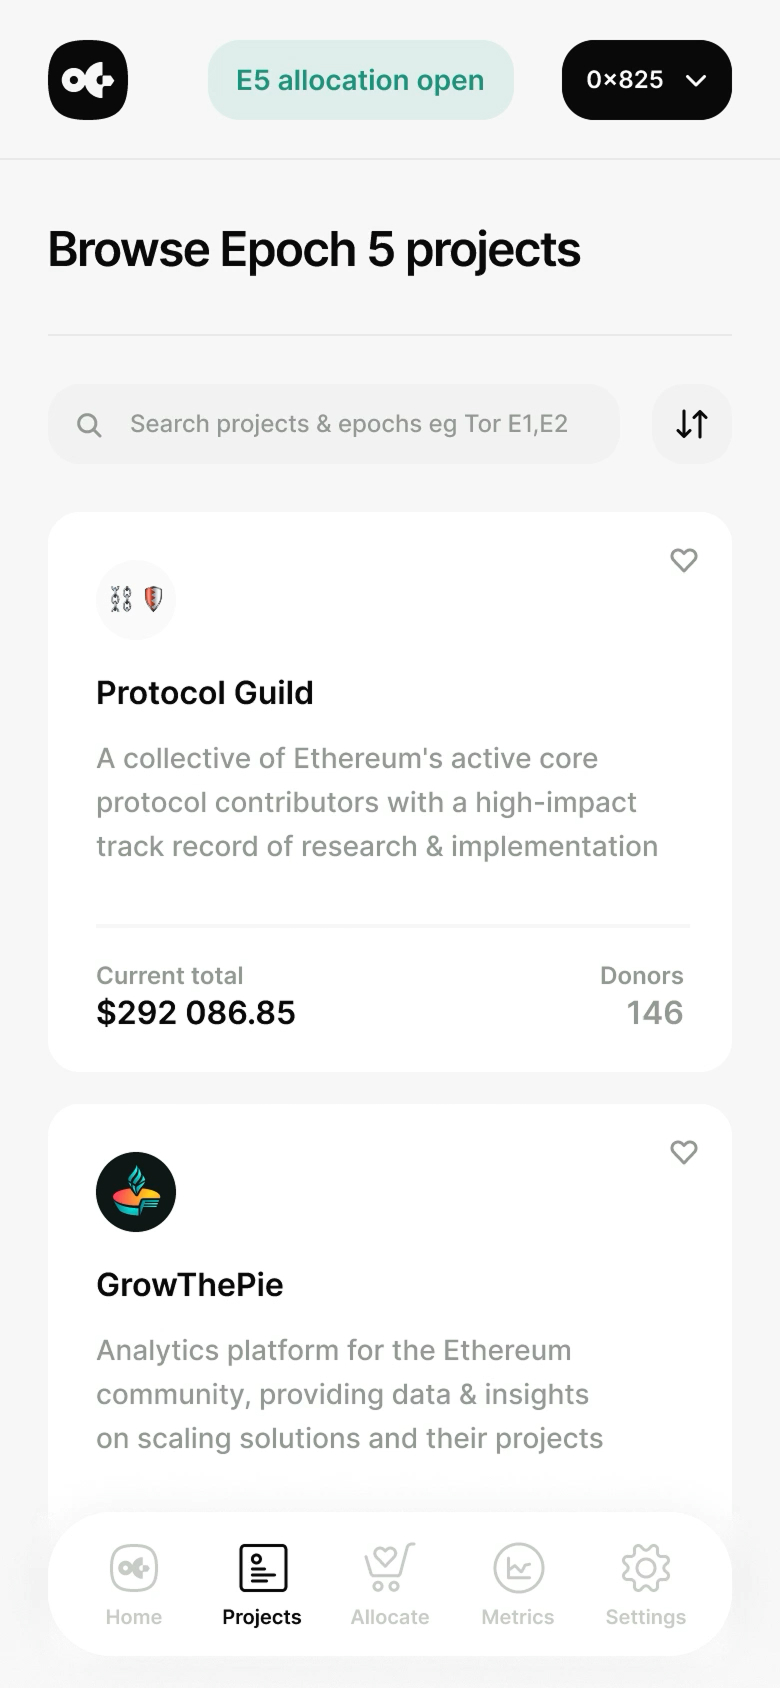 E5 allocation open
0×825
Browse Epoch 5 projects
Search projects & epochs eg Tor E1,E2
Protocol Guild
A collective of Ethereum's active core
protocol contributors with a high-impact
track record of research & implementation
Current total
Donors
$292 086.85
146
GrowThePie
Analytics platform for the Ethereum
community, providing data & insights
on scaling solutions and their projects
Home
Projects
Allocate
Metrics
Settings